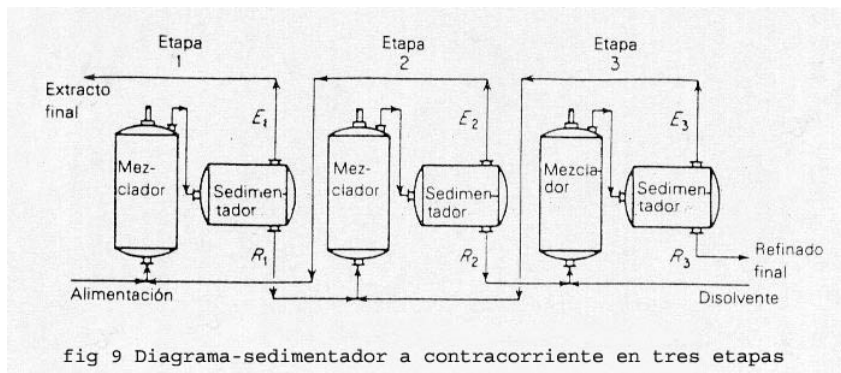 Etapa
1
Etapa
2
Etapa
3
Extracto
final
E₁
E₂
E₃
Mez-
clador
Sedimen-
tador
Mez-
clador
Sedimen-
tador
Mezcla-
dor
Sedimen-
tador
R₁
R₂
R₃
Refinado
final
Alimentación
Disolvente
fig 9 Diagrama-sedimentador a contracorriente en tres etapas